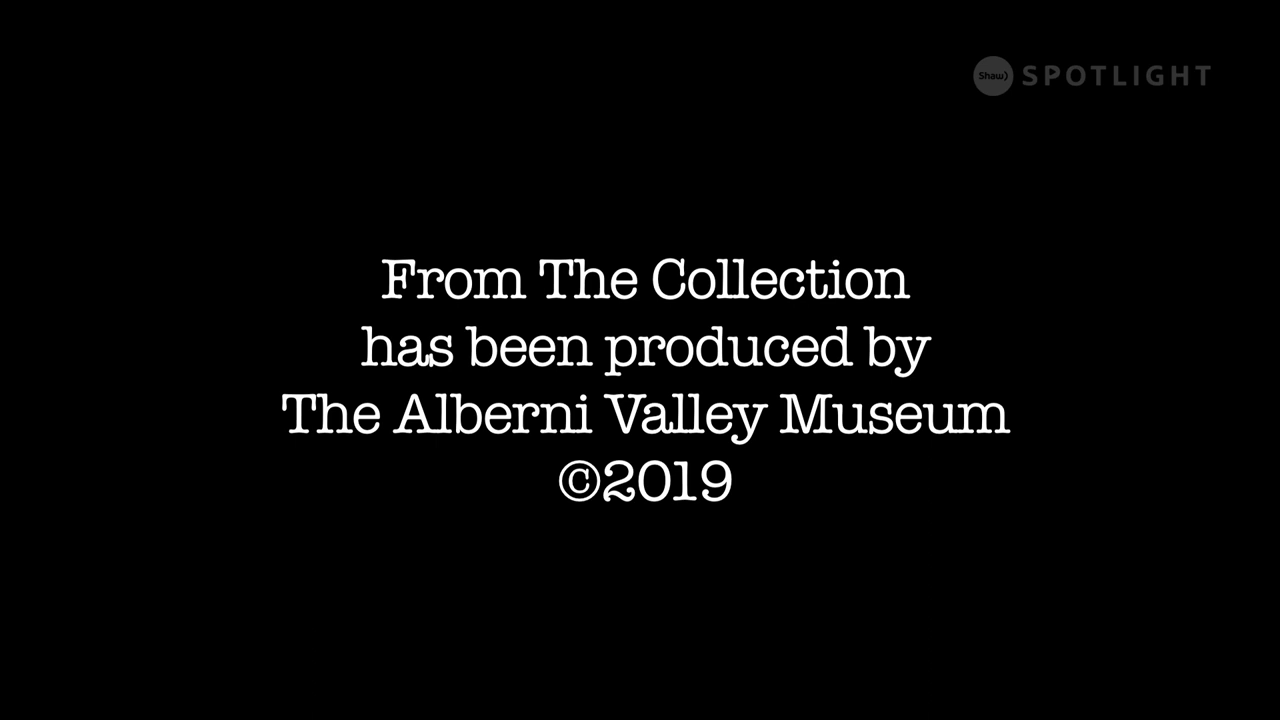 Shaw) SPOTLIGHT
From The Collection
has been produced by
The Alberni Valley Museum
©2019